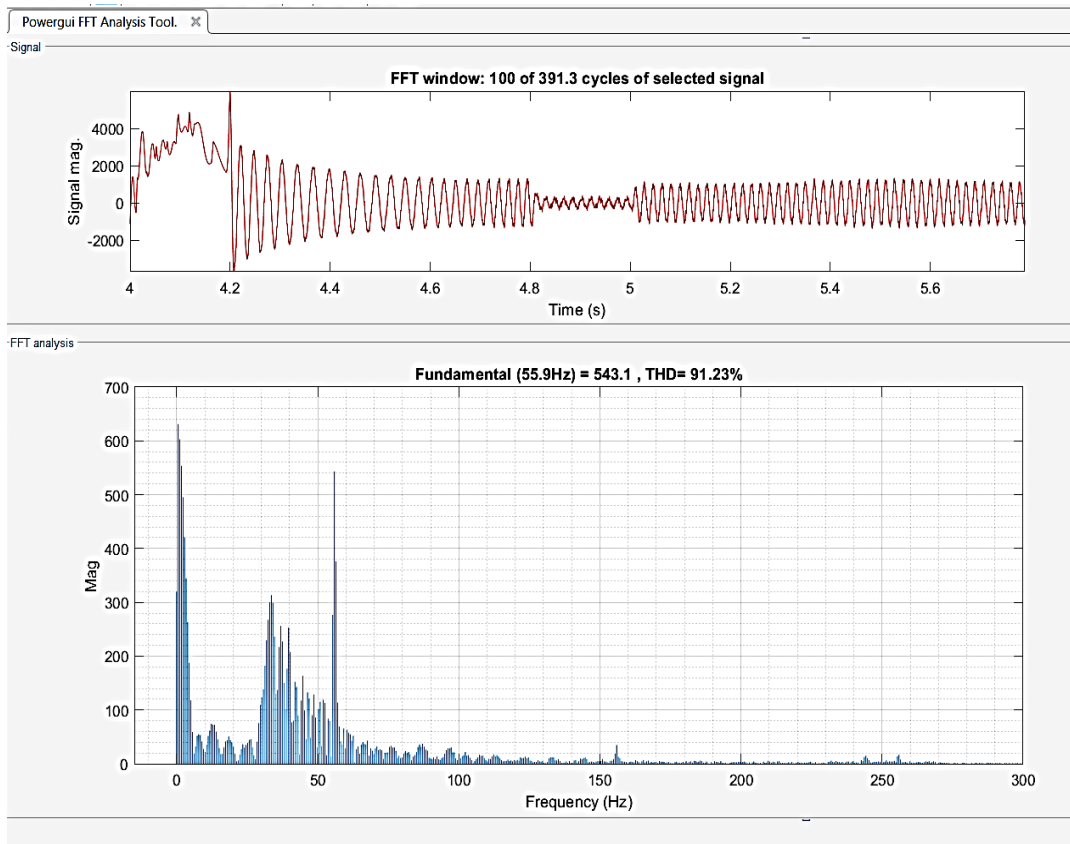 Powergui FFT Analysis Tool. ×
Signal
FFT window: 100 of 391.3 cycles of selected signal
Signal mag.
4000
2000
0
-2000
4 4.2 4.4 4.6 4.8 5 5.2 5.4 5.6
Time (s)
FFT analysis
Fundamental (55.9Hz) = 543.1 , THD= 91.23%
Mag
700
600
500
400
300
200
100
0
0 50 100 150 200 250 300
Frequency (Hz)